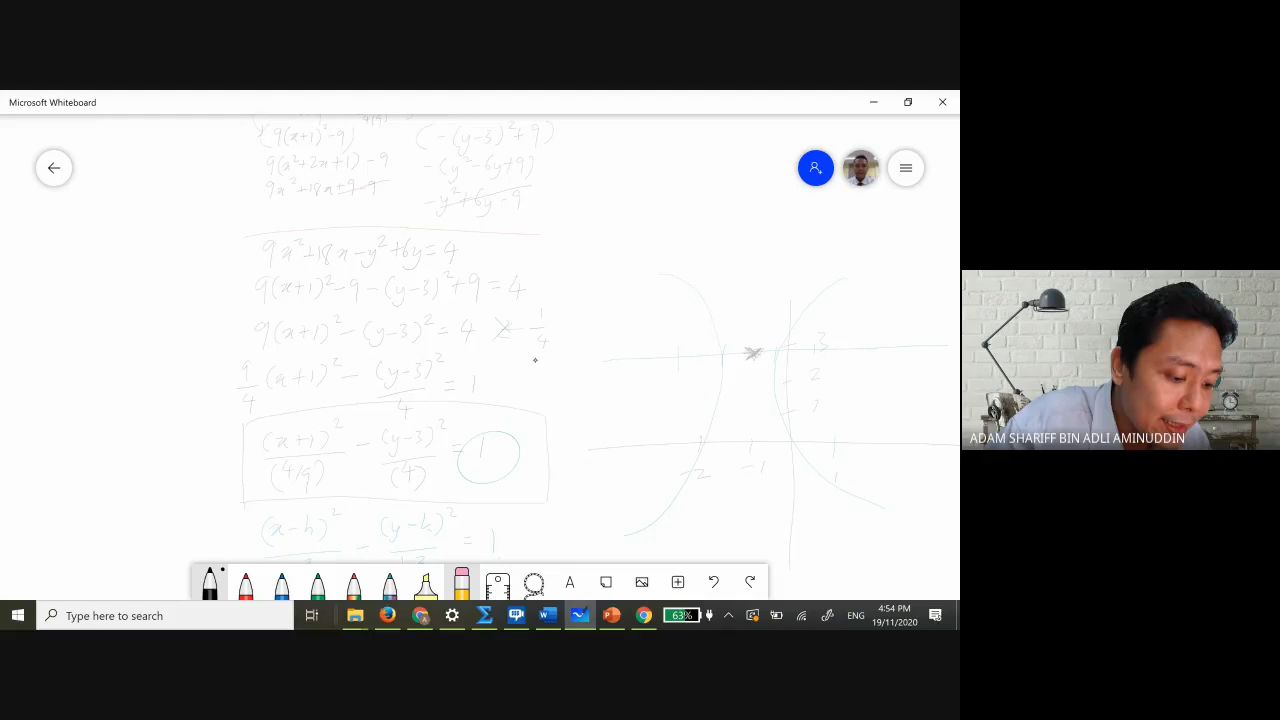 Microsoft Whiteboard
(9(x+1)²-9)
(-(y-3)²+9)
9(x²+2x+1)-9
-(y²-6y+9)
9x²+18x+9-9
-y²+6y-9
9x²+18x-y²+6y=4
9(x+1)²-9-(y-3)²+9=4
9(x+1)²-(y-3)²=4 × 1/4
9/4 (x+1)² - (y-3)²/4 = 1
(x+1)²/(4/9) - (y-3)²/(4) = 1
(x-h)² - (y-k)² = 1
3
2
1
-2
-1
1
ADAM SHARIFF BIN ADLI AMINUDDIN
A
Type here to search
63%
ENG
4:54 PM
19/11/2020